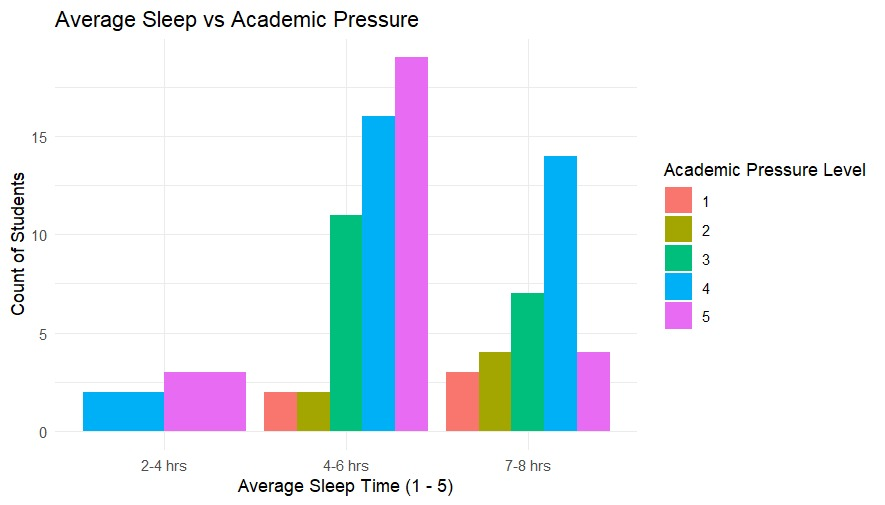 Average Sleep vs Academic Pressure
Count of Students
15
10
5
0
2-4 hrs
4-6 hrs
7-8 hrs
Average Sleep Time (1 - 5)
Academic Pressure Level
1
2
3
4
5